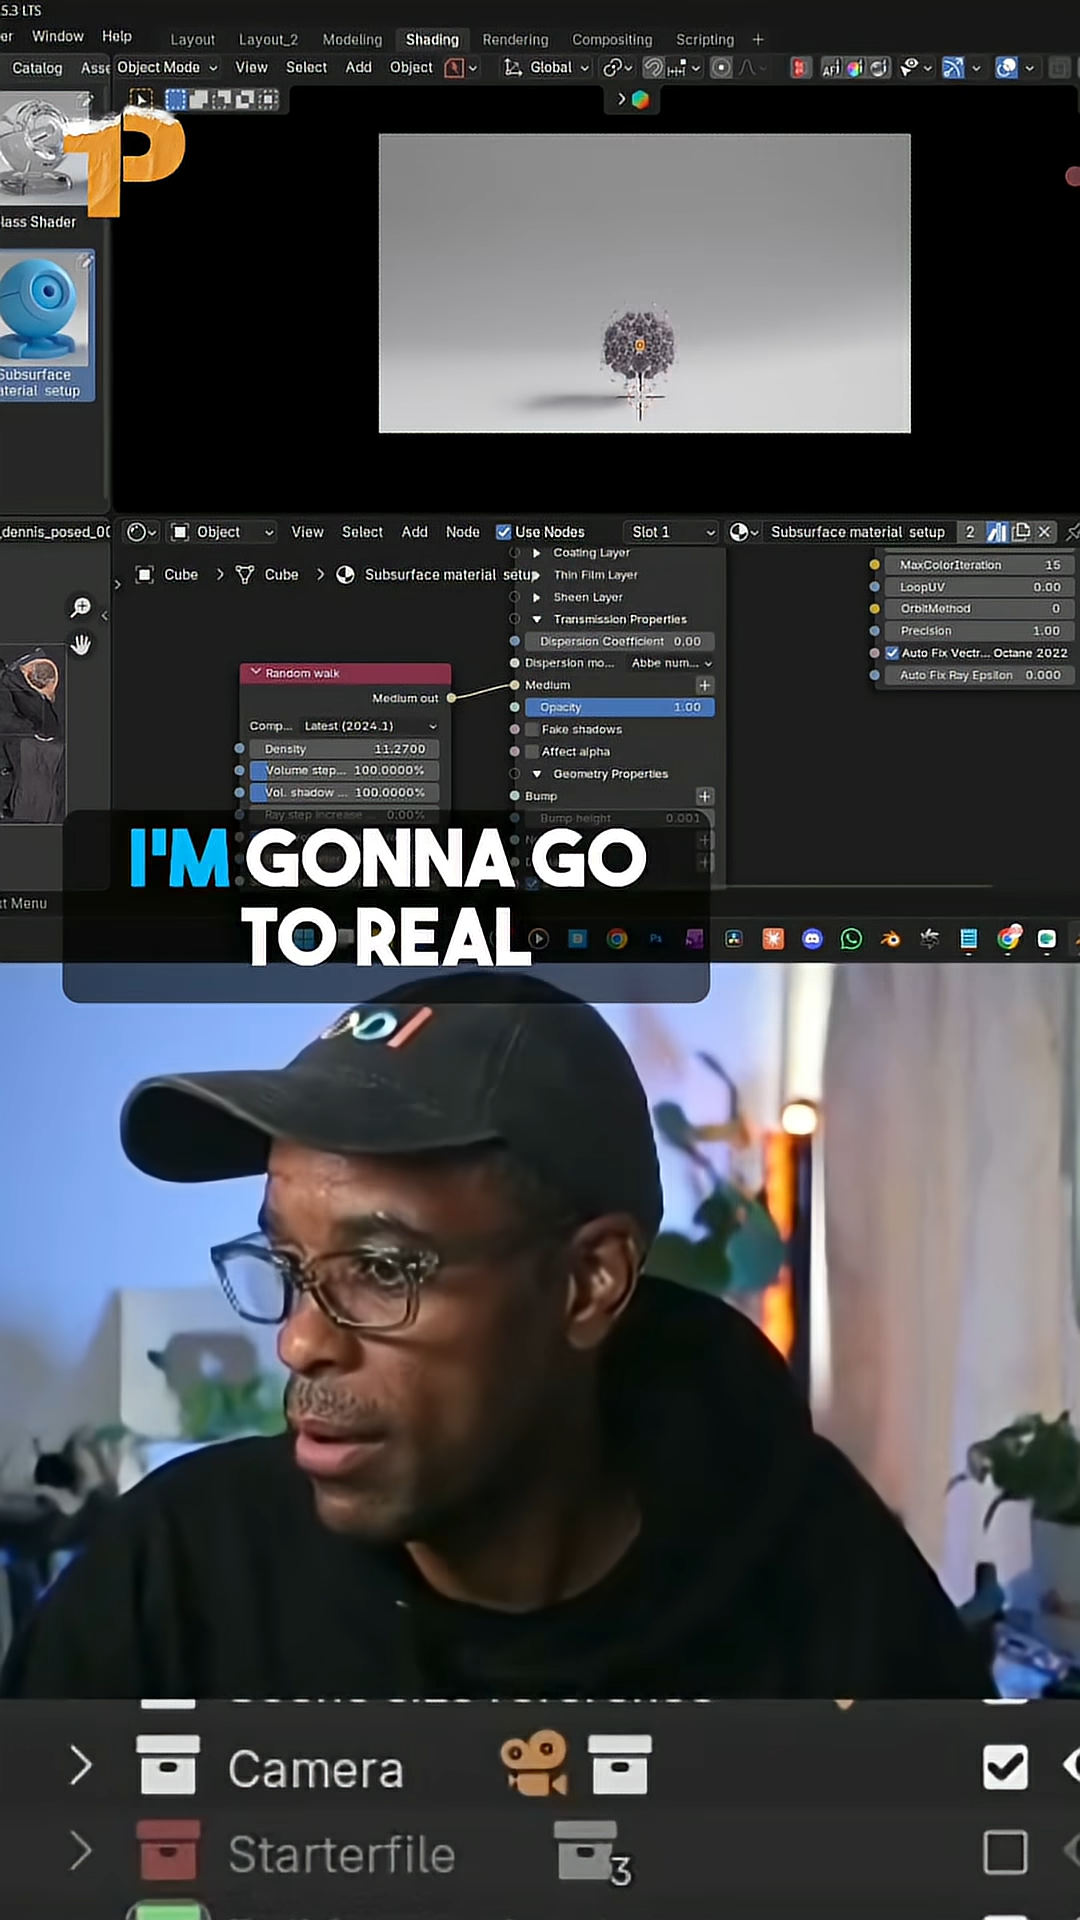 5.3 LTS
er Window Help Layout Layout_2 Modeling Shading Rendering Compositing Scripting +
Catalog Asse Object Mode View Select Add Object Global
P
lass Shader
Subsurface
aterial setup
_dennis_posed_00 Object View Select Add Node Use Nodes Slot 1 Subsurface material setup 2
Cube > Cube > Subsurface material setup
Coating Layer
Thin Film Layer
Sheen Layer
Transmission Properties
Dispersion Coefficient 0.00
Dispersion mo... Abbe num...
Medium
Opacity 1.00
Fake shadows
Affect alpha
Geometry Properties
Bump
Bump height 0.001
MaxColorIteration 15
LoopUV 0.00
OrbitMethod 0
Precision 1.00
Auto Fix Vectr... Octane 2022
Auto Fix Ray Epsilon 0.000
Random walk
Medium out
Comp... Latest (2024.1)
Density 11.2700
Volume step... 100.0000%
Vol. shadow ... 100.0000%
Ray step increase 0.00%
xt Menu
I'M GONNA GO
TO REAL
Ps
Camera
Starterfile 3